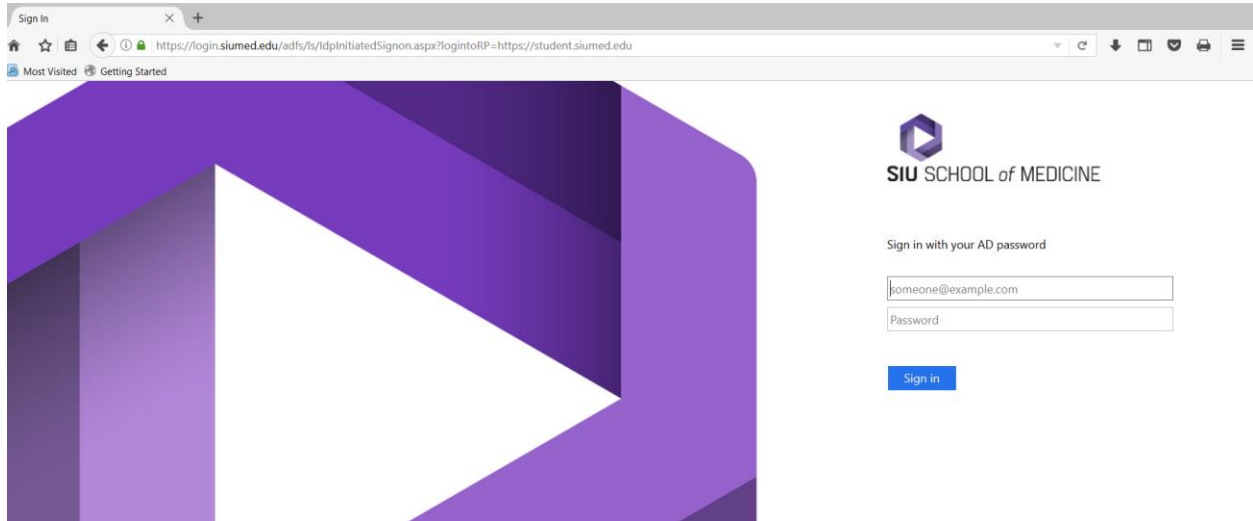 Sign In
https://login.siumed.edu/adfs/ls/IdpInitiatedSignon.aspx?logintoRP=https://student.siumed.edu
Most Visited Getting Started
SIU SCHOOL of MEDICINE
Sign in with your AD password
someone@example.com
Password
Sign in